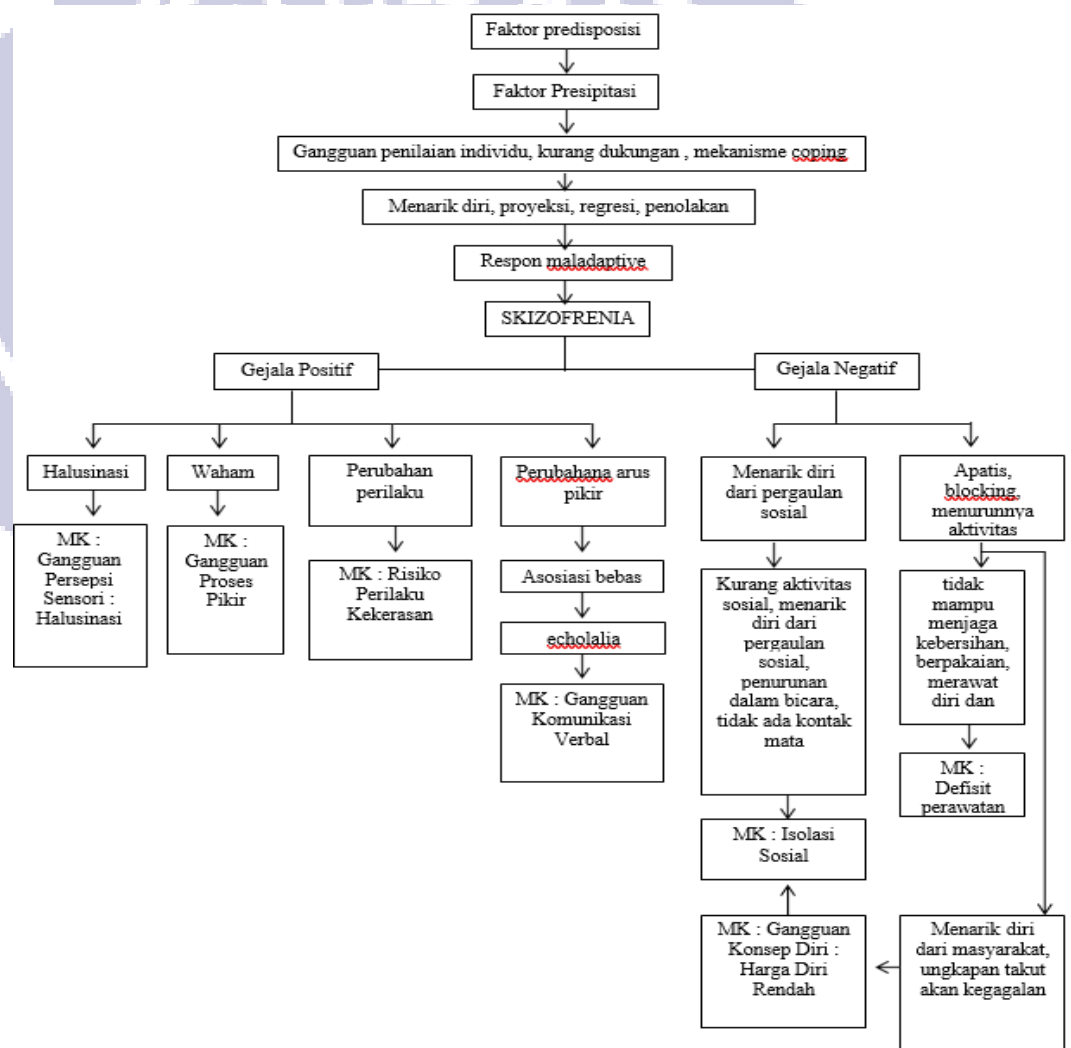 Faktor predisposisi
Faktor Presipitasi
Gangguan penilaian individu, kurang dukungan , mekanisme coping
Menarik diri, proyeksi, regresi, penolakan
Respon maladaptive
SKIZOFRENIA
Gejala Positif
Gejala Negatif
Halusinasi
Waham
Perubahan
perilaku
Perubahana arus
pikir
Menarik diri
dari pergaulan
sosial
Apatis,
blocking,
menurunnya
aktivitas
MK :
Gangguan
Persepsi
Sensori :
Halusinasi
MK :
Gangguan
Proses
Pikir
MK : Risiko
Perilaku
Kekerasan
Asosiasi bebas
echolalia
MK : Gangguan
Komunikasi
Verbal
Kurang aktivitas
sosial, menarik
diri dari
pergaulan
sosial,
penurunan
dalam bicara,
tidak ada kontak
mata
tidak
mampu
menjaga
kebersihan,
berpakaian,
merawat
diri dan
MK :
Defisit
perawatan
MK : Isolasi
Sosial
MK : Gangguan
Konsep Diri :
Harga Diri
Rendah
Menarik diri
dari masyarakat,
ungkapan takut
akan kegagalan